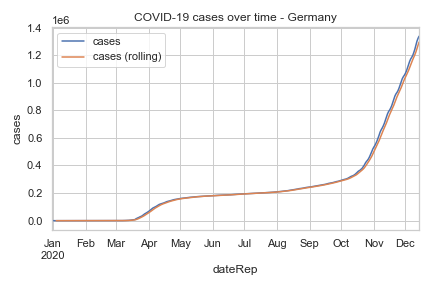 COVID-19 cases over time - Germany
1e6
cases
cases (rolling)
1.4
1.2
1.0
0.8
0.6
0.4
0.2
0.0
cases
Jan Feb Mar Apr May Jun Jul Aug Sep Oct Nov Dec
2020
dateRep